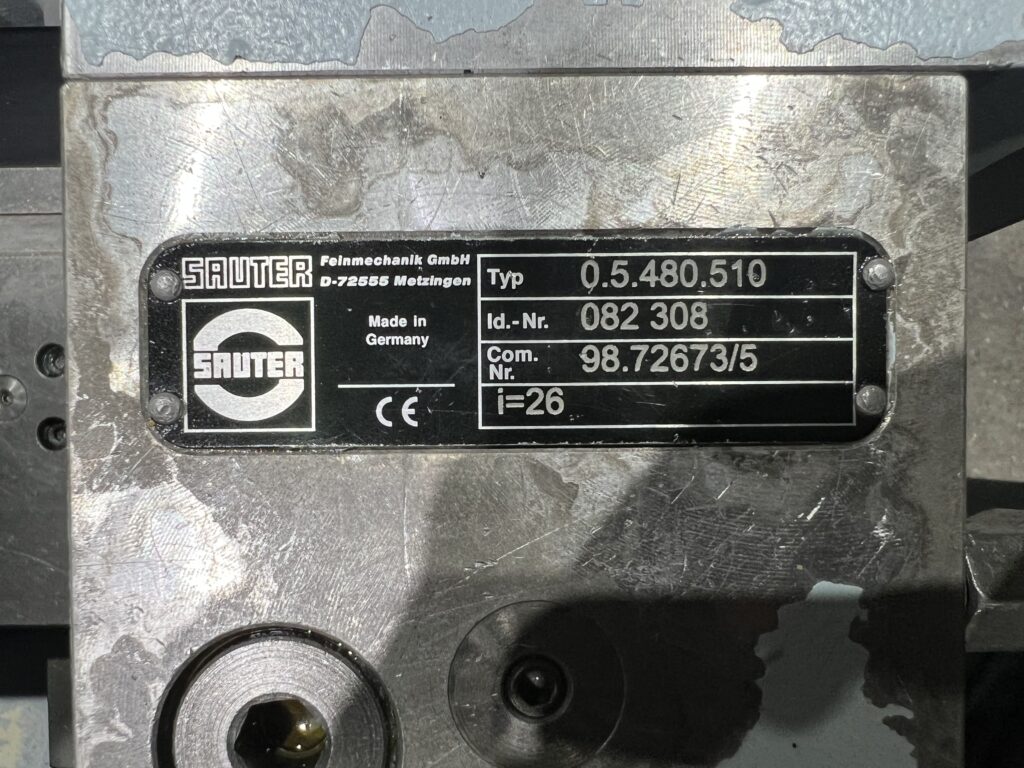 SAUTER Feinmechanik GmbH
D-72555 Metzingen
SAUTER
Made in
Germany
CE
Typ 0.5.480.510
Id.-Nr. 082 308
Com. Nr. 98.72673/5
i=26